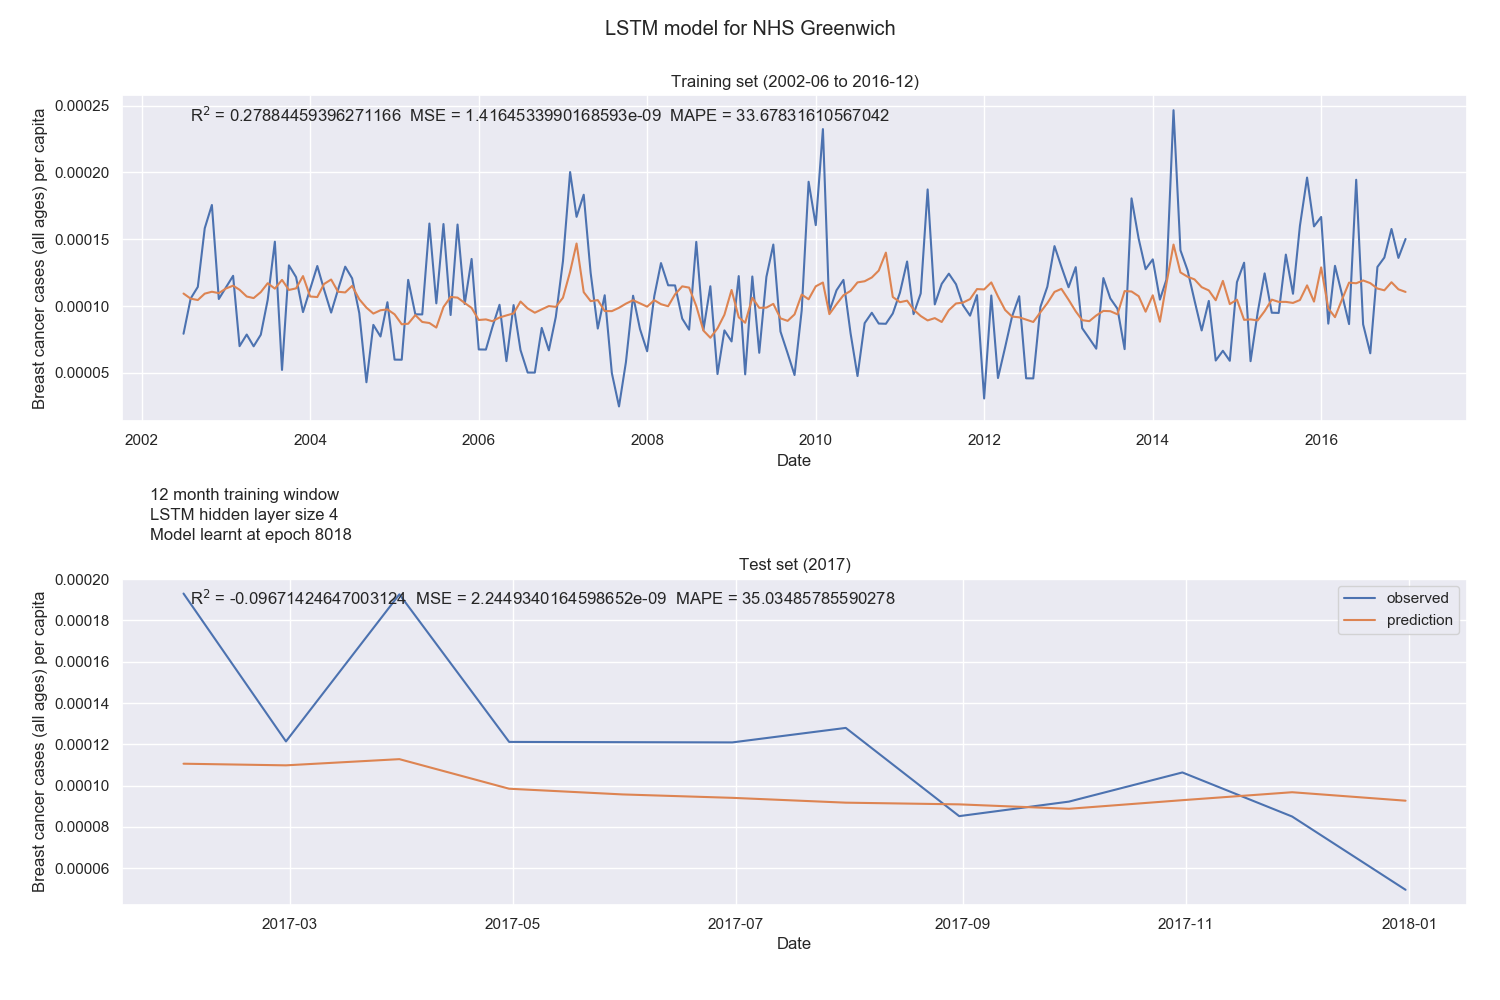 LSTM model for NHS Greenwich
Training set (2002-06 to 2016-12)
R2 = 0.27884459396271166 MSE = 1.4164533990168593e-09 MAPE = 33.67831610567042
Breast cancer cases (all ages) per capita
0.00025
0.00020
0.00015
0.00010
0.00005
2002 2004 2006 2008 2010 2012 2014 2016
Date
12 month training window
LSTM hidden layer size 4
Model learnt at epoch 8018
Test set (2017)
R2 = -0.09671424647003124 MSE = 2.2449340164598652e-09 MAPE = 35.03485785590278
observed
prediction
Breast cancer cases (all ages) per capita
0.00020
0.00018
0.00016
0.00014
0.00012
0.00010
0.00008
0.00006
2017-03 2017-05 2017-07 2017-09 2017-11 2018-01
Date